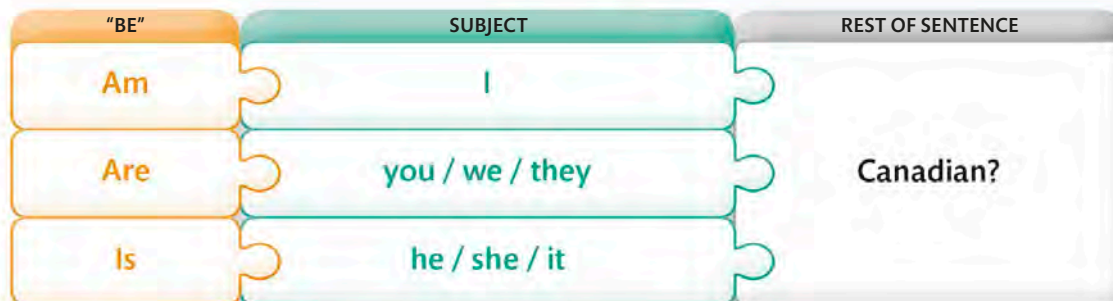 "BE" SUBJECT REST OF SENTENCE
Am I
Are you / we / they Canadian?
Is he / she / it